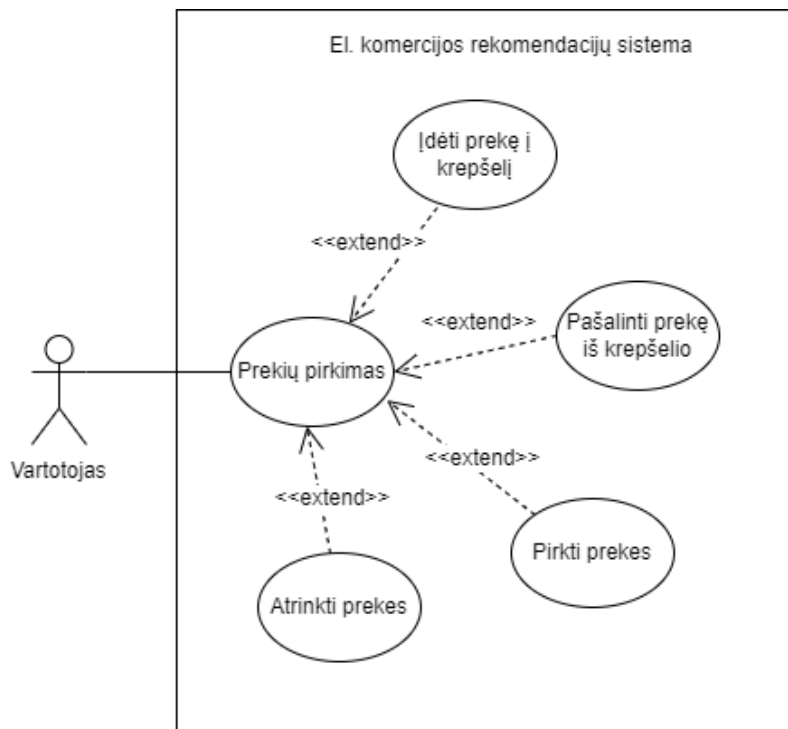 El. komercijos rekomendacijų sistema
Įdėti prekę į
krepšelį
<<extend>>
<<extend>>
Pašalinti prekę
iš krepšelio
Prekių pirkimas
Vartotojas
<<extend>>
<<extend>>
Pirkti prekes
Atrinkti prekes